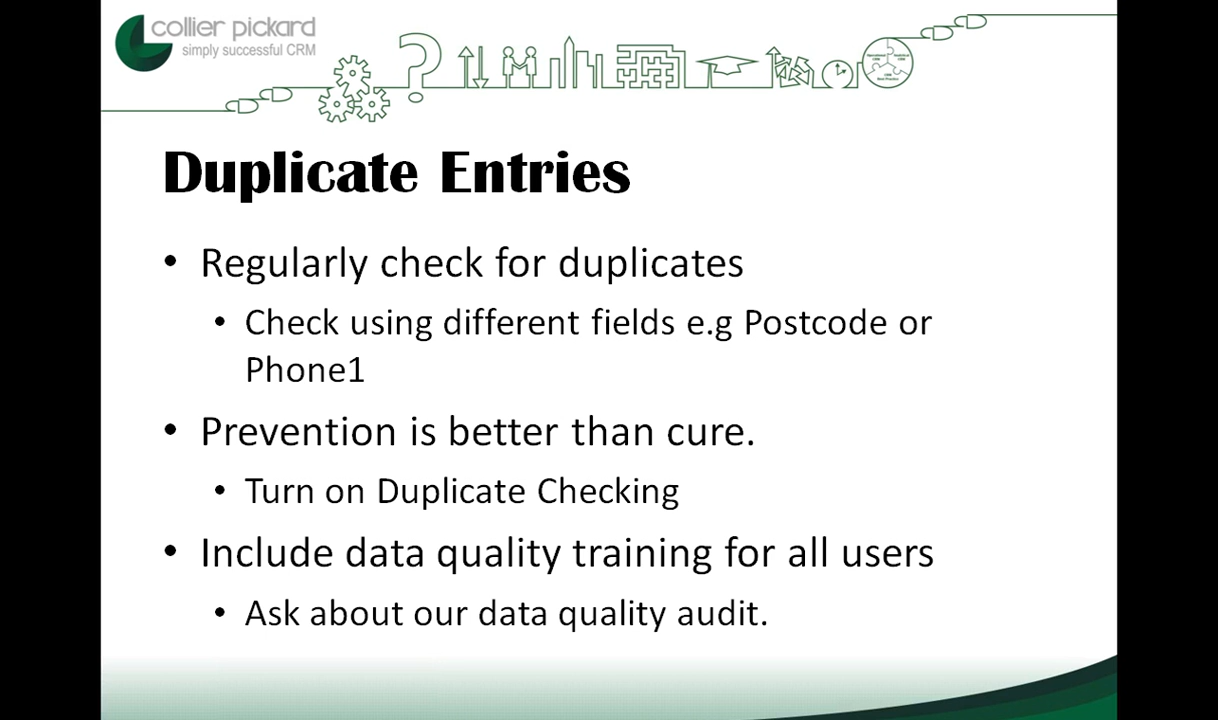 collier pickard
simply successful CRM
Duplicate Entries
• Regularly check for duplicates
• Check using different fields e.g Postcode or
Phone1
• Prevention is better than cure.
• Turn on Duplicate Checking
• Include data quality training for all users
• Ask about our data quality audit.